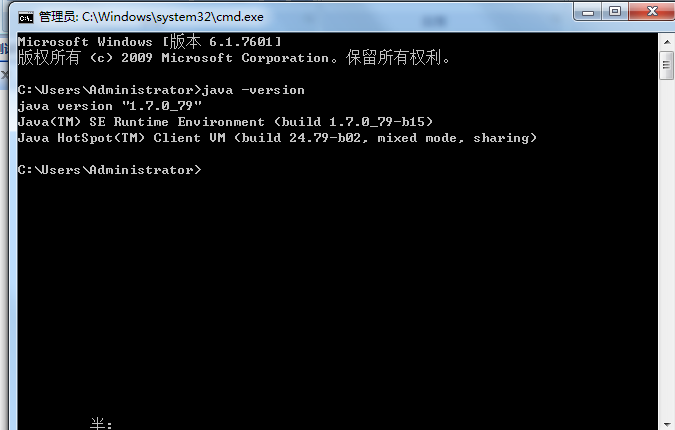 管理员: C:\Windows\system32\cmd.exe
Microsoft Windows [版本 6.1.7601]
版权所有 (c) 2009 Microsoft Corporation。保留所有权利。
C:\Users\Administrator>java -version
java version "1.7.0_79"
Java(TM) SE Runtime Environment (build 1.7.0_79-b15)
Java HotSpot(TM) Client VM (build 24.79-b02, mixed mode, sharing)
C:\Users\Administrator>
半: